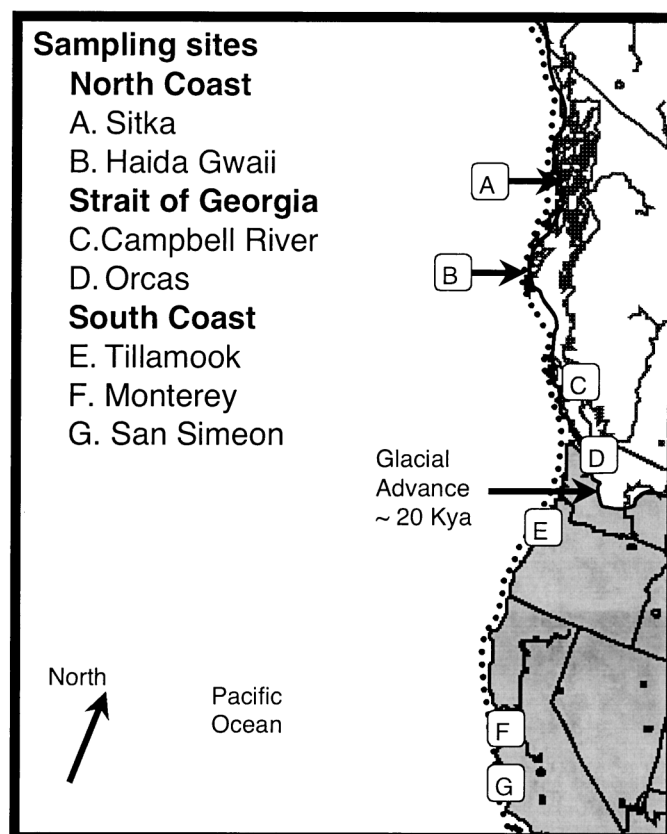 Sampling sites
North Coast
A. Sitka
B. Haida Gwaii
Strait of Georgia
C.Campbell River
D. Orcas
South Coast
E. Tillamook
F. Monterey
G. San Simeon
A
B
C
D
Glacial
Advance
~ 20 Kya
E
North
Pacific
Ocean
F
G